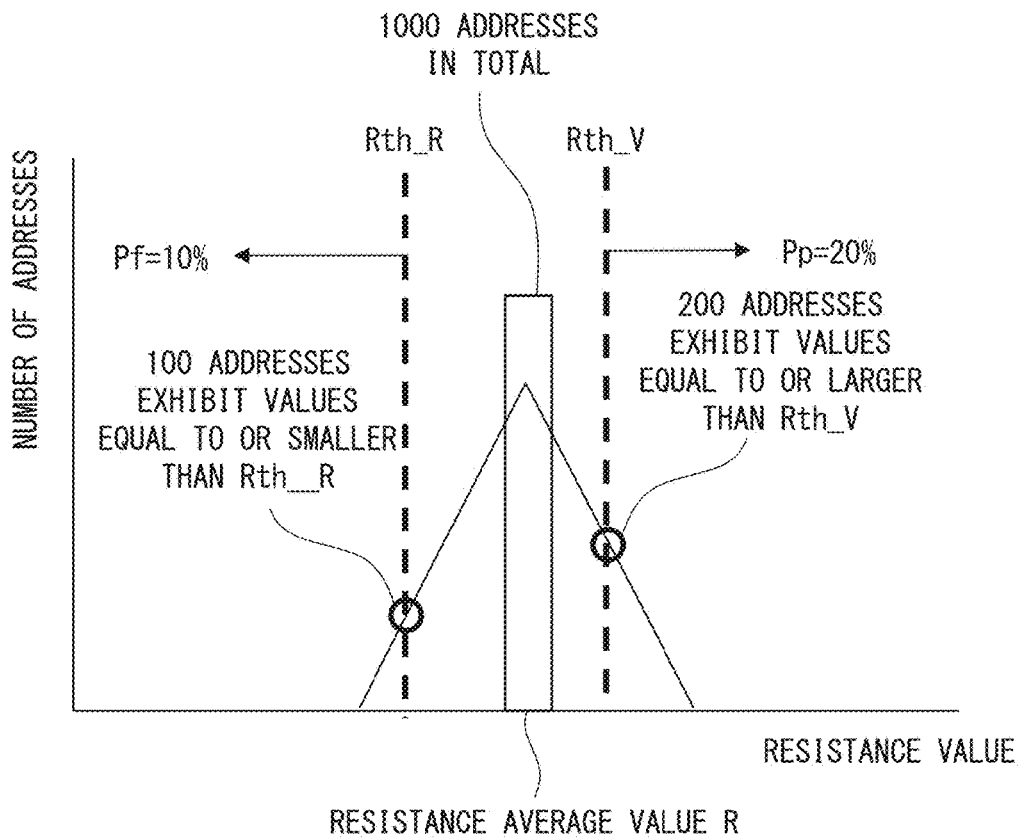 1000 ADDRESSES
IN TOTAL
Rth_R
Rth_V
NUMBER OF ADDRESSES
Pf=10%
Pp=20%
100 ADDRESSES
EXHIBIT VALUES
EQUAL TO OR SMALLER
THAN Rth_R
200 ADDRESSES
EXHIBIT VALUES
EQUAL TO OR LARGER
THAN Rth_V
RESISTANCE VALUE
RESISTANCE AVERAGE VALUE R